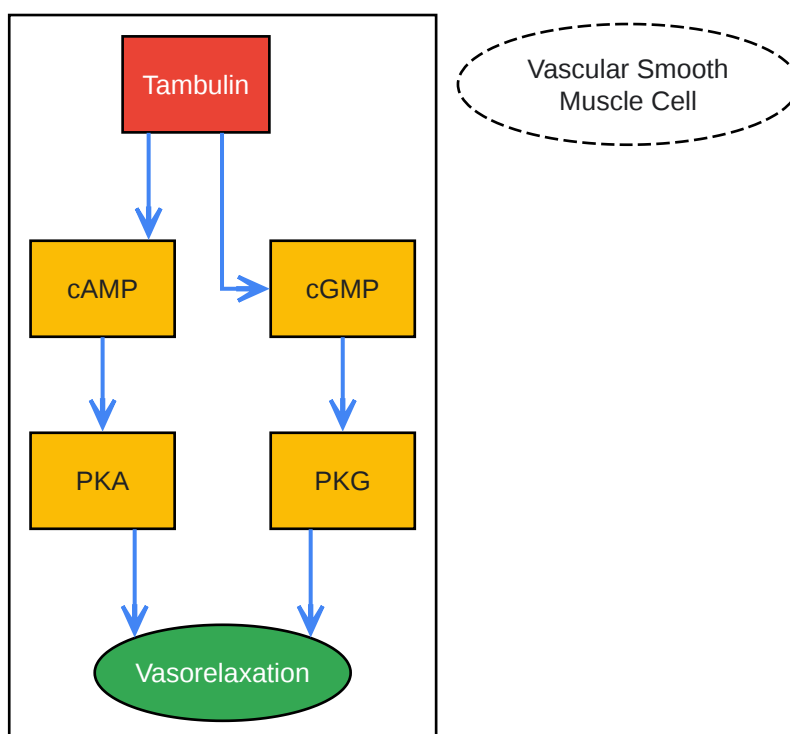 Tambulin
Vascular Smooth
Muscle Cell
cAMP
cGMP
PKA
PKG
Vasorelaxation